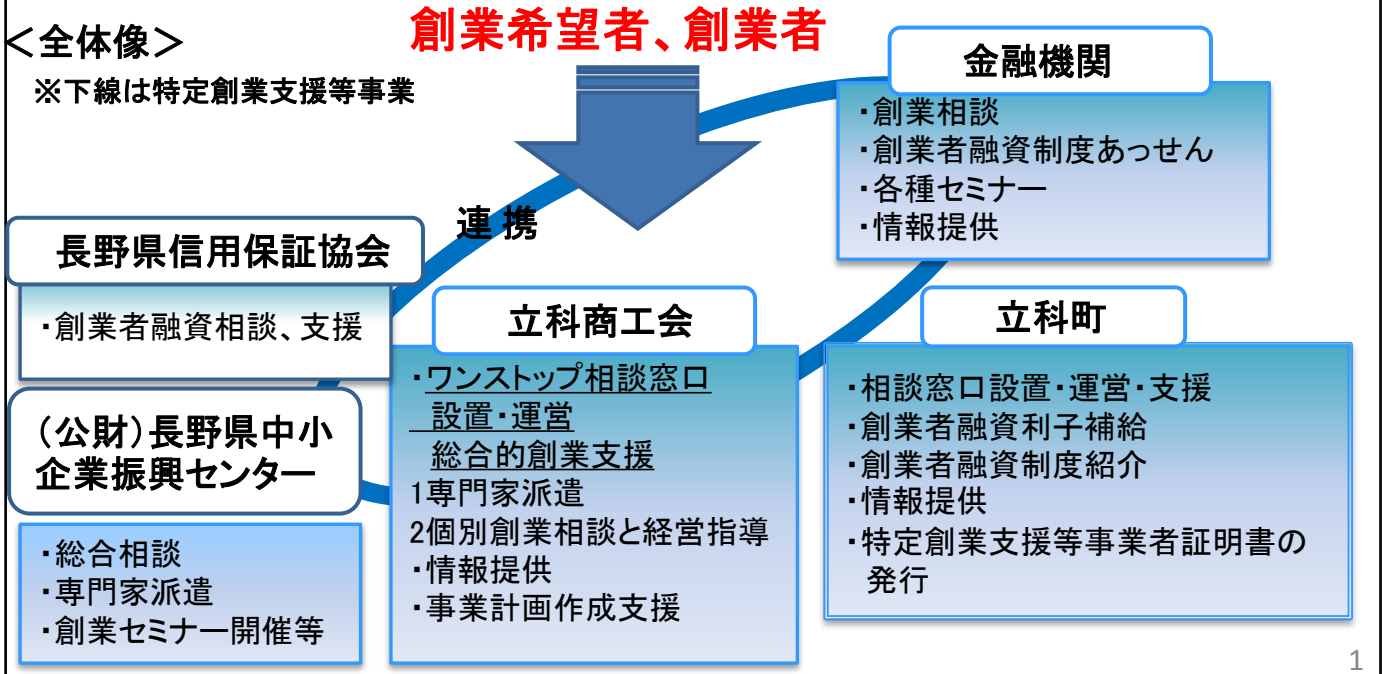 <全体像>
※下線は特定創業支援等事業
創業希望者、創業者
連 携
金融機関
・創業相談
・創業者融資制度あっせん
・各種セミナー
・情報提供
長野県信用保証協会
・創業者融資相談、支援
(公財)長野県中小
企業振興センター
・総合相談
・専門家派遣
・創業セミナー開催等
立科商工会
・ワンストップ相談窓口
設置・運営
総合的創業支援
1専門家派遣
2個別創業相談と経営指導
・情報提供
・事業計画作成支援
立科町
・相談窓口設置・運営・支援
・創業者融資利子補給
・創業者融資制度紹介
・情報提供
・特定創業支援等事業者証明書の
発行
1